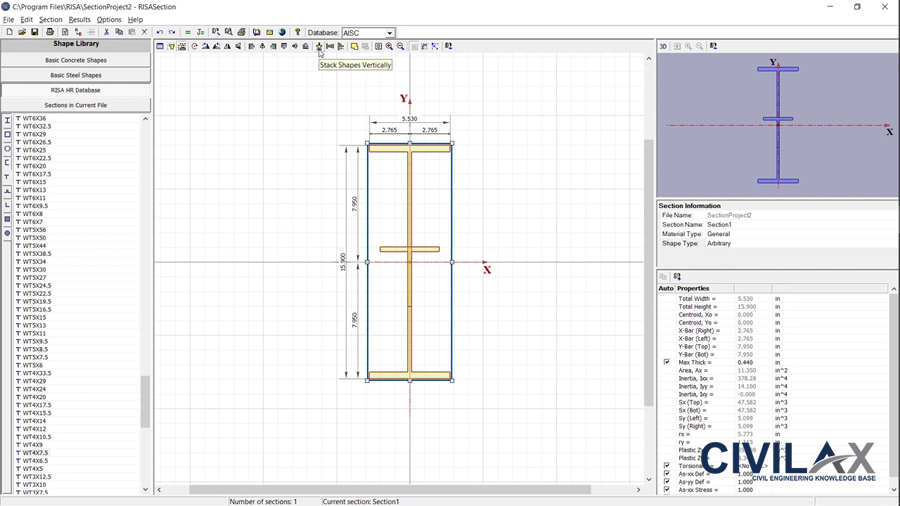 C:\Program Files\RISA\SectionProject2 - RISASection
File Edit Section Results Options Help
Database: AISC
Shape Library
Basic Concrete Shapes
Basic Steel Shapes
RISA HR Database
Sections in Current File
WT6X36
WT6X32.5
WT6X29
WT6X26.5
WT6X25
WT6X22.5
WT6X20
WT6X17.5
WT6X15
WT6X13
WT6X11
WT6X9.5
WT6X8
WT6X7
WT5X56
WT5X50
WT5X44
WT5X38.5
WT5X34
WT5X30
WT5X27
WT5X24.5
WT5X22.5
WT5X19.5
WT5X16.5
WT5X15
WT5X13
WT5X11
WT5X9.5
WT5X8.5
WT5X7.5
WT5X6
WT4X33.5
WT4X29
WT4X24
WT4X20
WT4X17.5
WT4X15.5
WT4X14
WT4X12
WT4X10.5
WT4X9
WT4X7.5
WT4X6.5
WT4X5
WT3X12.5
WT3X10
WT3X7.5
Stack Shapes Vertically
Y
5.530
2.765 2.765
7.950
15.900
7.950
X
3D
Y
X
Section Information
File Name: SectionProject2
Section Name: Section1
Material Type: General
Shape Type: Arbitrary
Auto Properties
Total Width = 5.530 in
Total Height = 15.900 in
Centroid, Xo = 0.000 in
Centroid, Yo = 0.000 in
X-Bar (Right) = 2.765 in
X-Bar (Left) = 2.765 in
Y-Bar (Top) = 7.950 in
Y-Bar (Bot) = 7.950 in
Max Thick = 0.440 in
Area, Ax = 11.350 in^2
Inertia, Ixx = 378.28 in^4
Inertia, Iyy = 14.100 in^4
Inertia, Ixy = -0.000 in^4
Sx (Top) = 47.582 in^3
Sx (Bot) = 47.582 in^3
Sy (Left) = 5.099 in^3
Sy (Right) = 5.099 in^3
rx = 5.773 in
ry =
Plastic Z
Plastic Z
Torsional
As-xx Def =
As-yy Def = 1.000
As-xx Stress = 1.000
CIVILAX
CIVIL ENGINEERING KNOWLEDGE BASE
Number of sections: 1 Current section: Section1